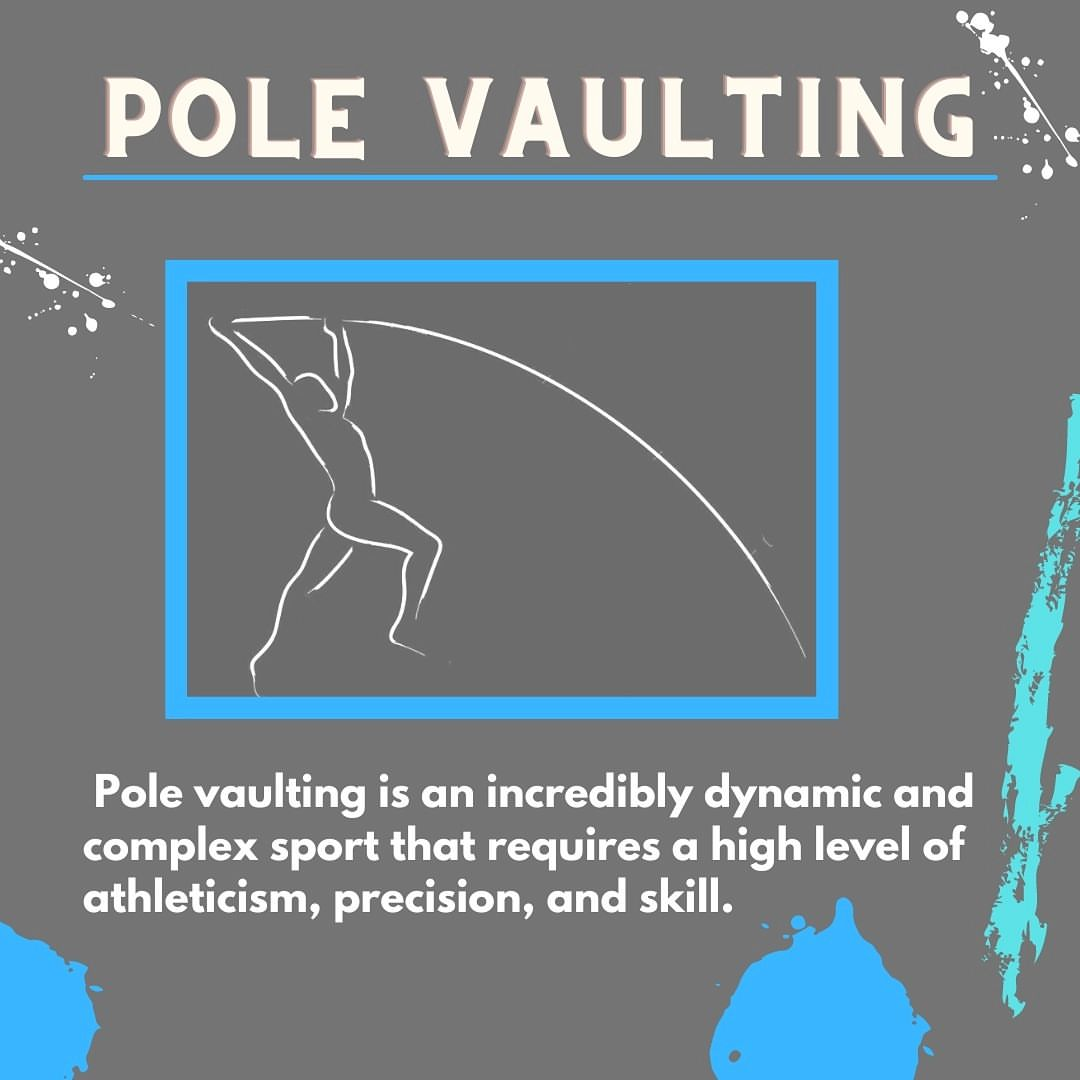 POLE VAULTING
Pole vaulting is an incredibly dynamic and
complex sport that requires a high level of
athleticism, precision, and skill.